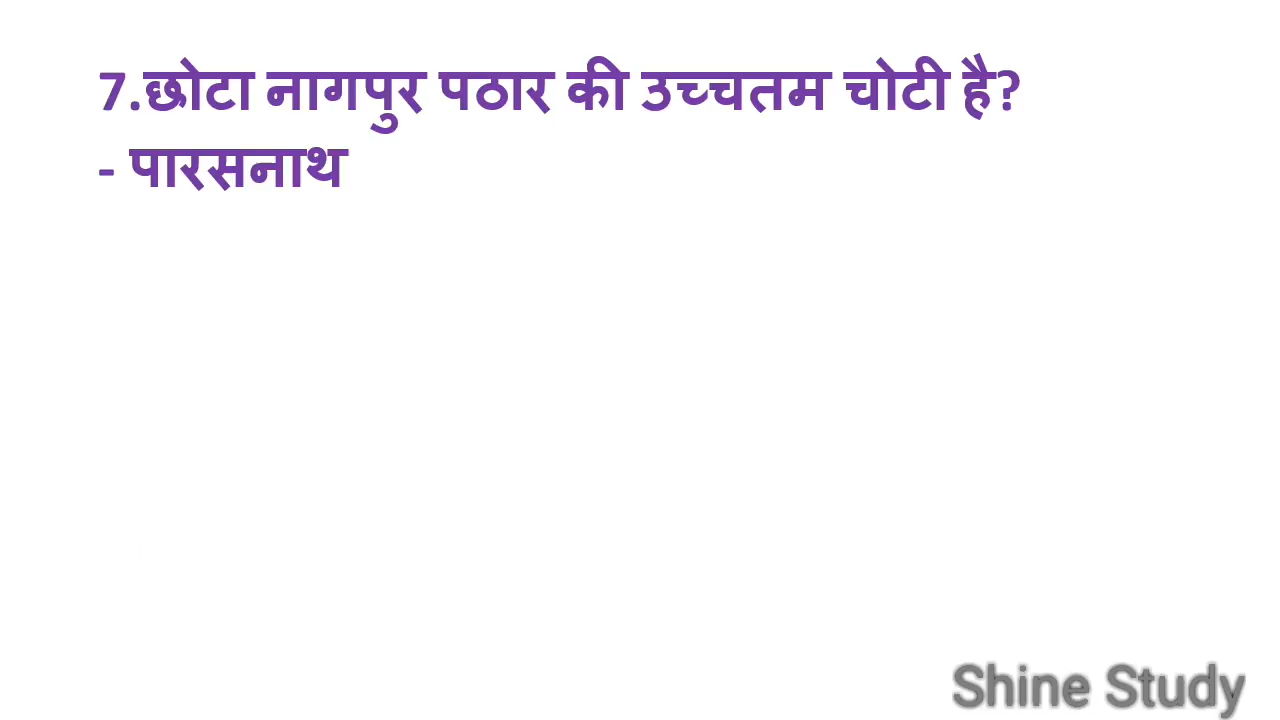 7.छोटा नागपुर पठार की उच्चतम चोटी है?
- पारसनाथ
Shine Study